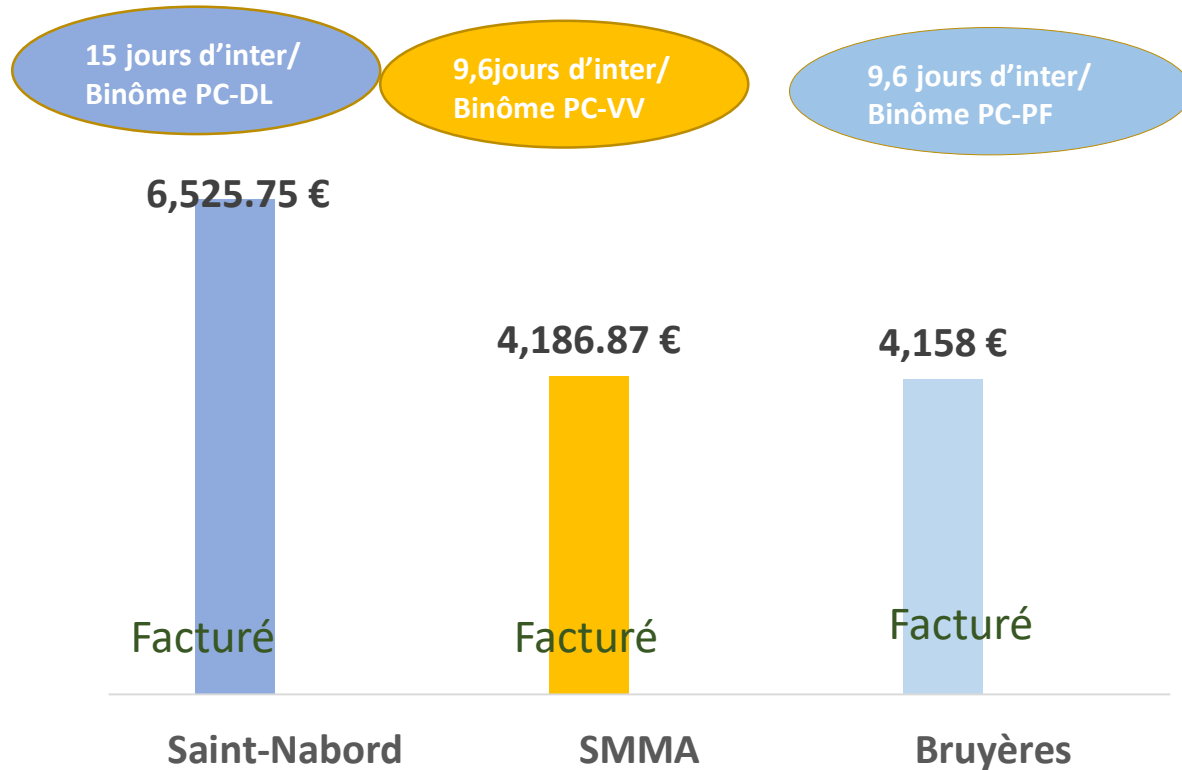 15 jours d’inter/
Binôme PC-DL
9,6jours d’inter/
Binôme PC-VV
9,6 jours d’inter/
Binôme PC-PF
6,525.75 €
4,186.87 €
4,158 €
Facturé
Facturé
Facturé
Saint-Nabord
SMMA
Bruyères